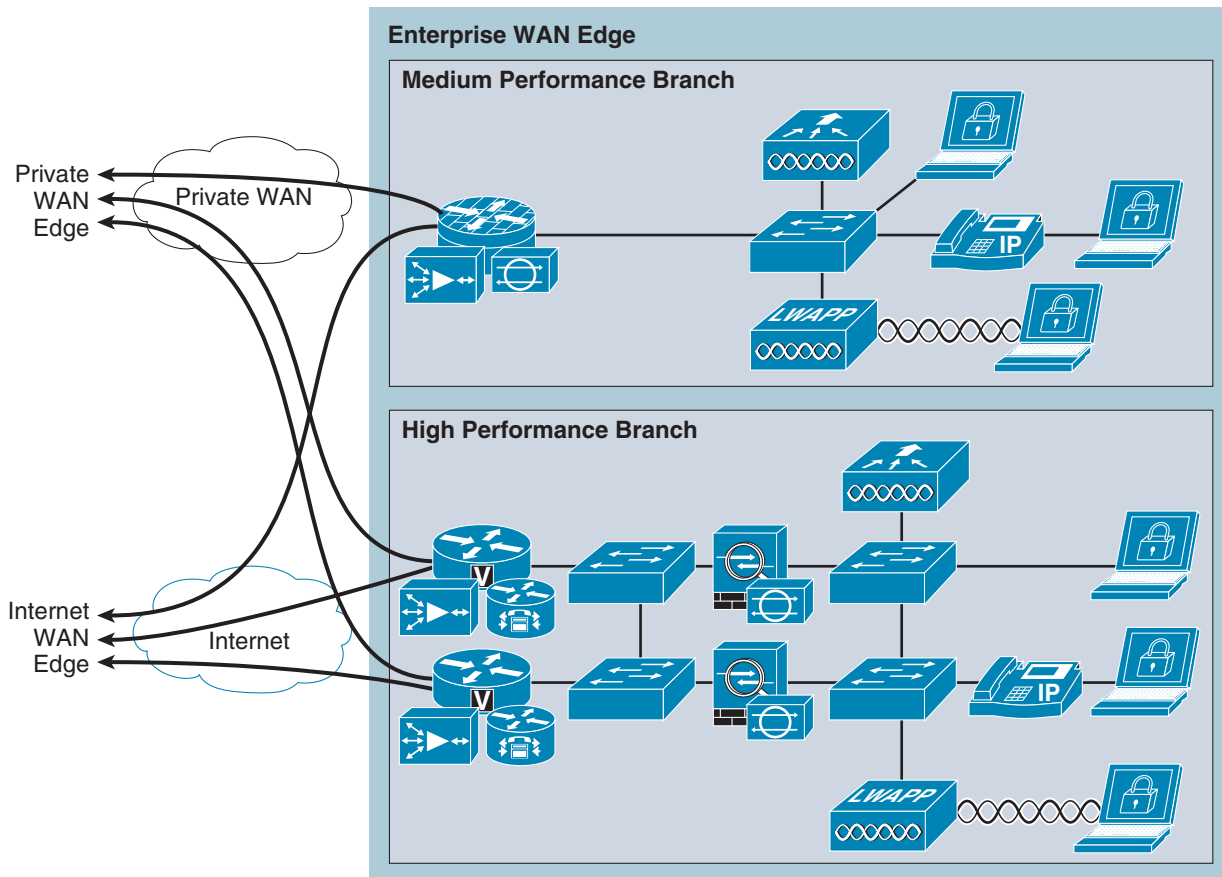 Enterprise WAN Edge
Medium Performance Branch
Private
WAN
Edge
Private WAN
IP
LWAPP
High Performance Branch
V
Internet
WAN
Edge
Internet
V
IP
LWAPP